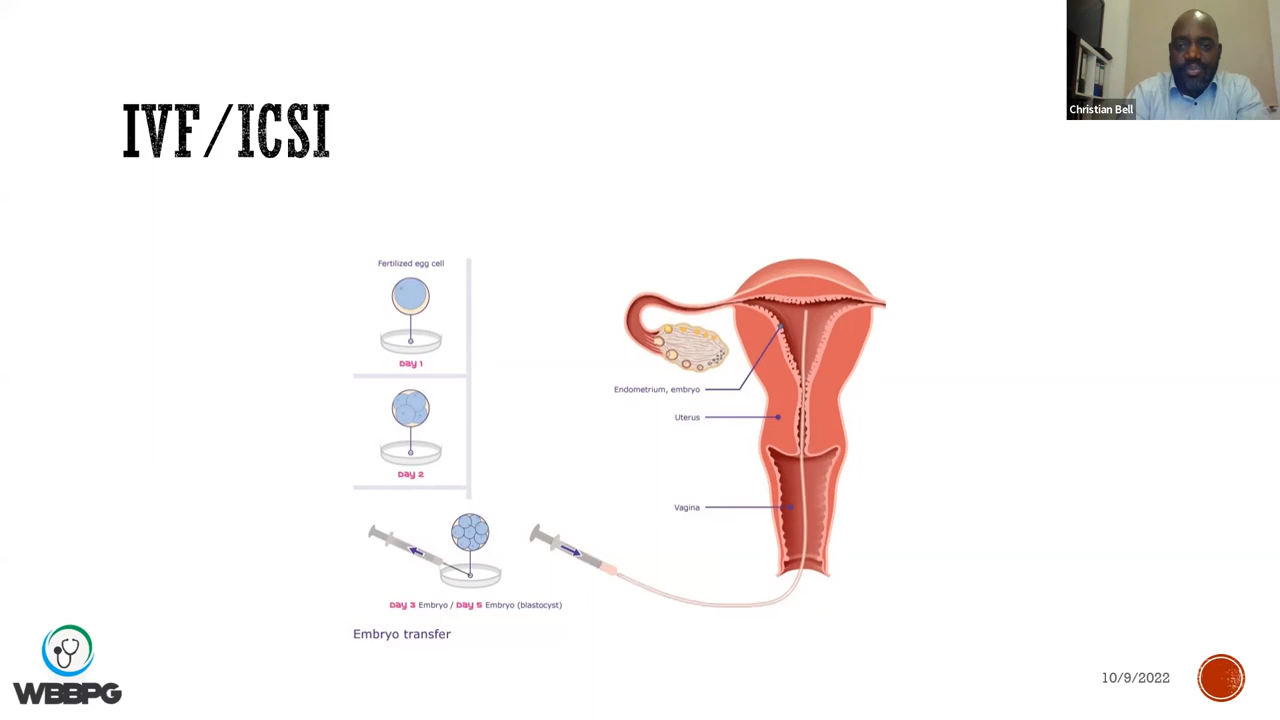 IVF/ICSI
Christian Bell
Fertilized egg cell
Day 1
Day 2
Day 3 Embryo / Day 5 Embryo (blastocyst)
Embryo transfer
Endometrium, embryo
Uterus
Vagina
WBBPG
10/9/2022